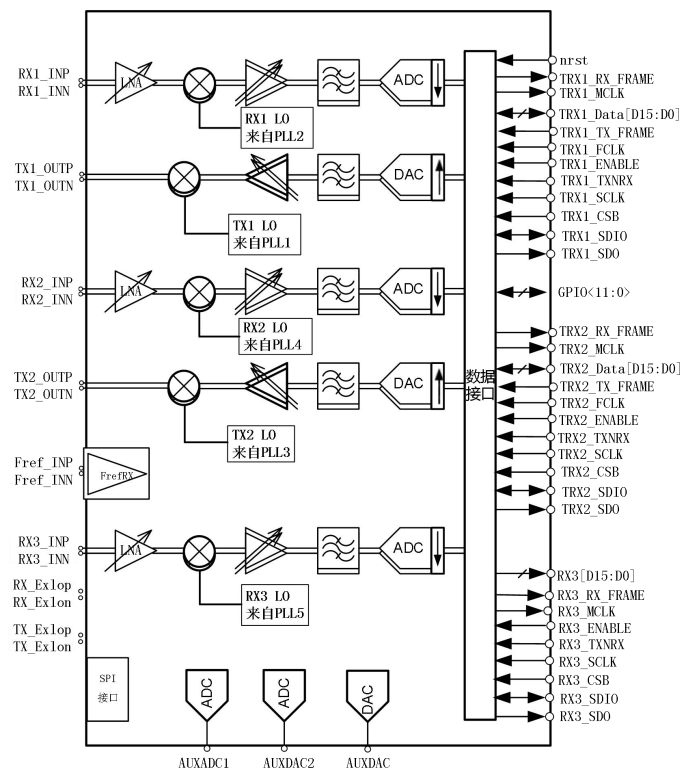 RX1_INP
RX1_INN
LNA
ADC
RX1 LO
来自PLL2
TX1_OUTP
TX1_OUTN
DAC
TX1 LO
来自PLL1
RX2_INP
RX2_INN
LNA
ADC
RX2 LO
来自PLL4
TX2_OUTP
TX2_OUTN
DAC
TX2 LO
来自PLL3
Fref_INP
Fref_INN
FrefRX
RX3_INP
RX3_INN
LNA
ADC
RX3 LO
来自PLL5
RX_Exlop
RX_Exlon
TX_Exlop
TX_Exlon
SPI
接口
ADC
ADC
DAC
AUXADC1
AUXDAC2
AUXDAC
数据
接口
nrst
TRX1_RX_FRAME
TRX1_MCLK
TRX1_Data[D15:D0]
TRX1_TX_FRAME
TRX1_FCLK
TRX1_ENABLE
TRX1_TXNRX
TRX1_SCLK
TRX1_CSB
TRX1_SDIO
TRX1_SDO
GPIO<11:0>
TRX2_RX_FRAME
TRX2_MCLK
TRX2_Data[D15:D0]
TRX2_TX_FRAME
TRX2_FCLK
TRX2_ENABLE
TRX2_TXNRX
TRX2_SCLK
TRX2_CSB
TRX2_SDIO
TRX2_SDO
RX3[D15:D0]
RX3_RX_FRAME
RX3_MCLK
RX3_ENABLE
RX3_TXNRX
RX3_SCLK
RX3_CSB
RX3_SDIO
RX3_SDO